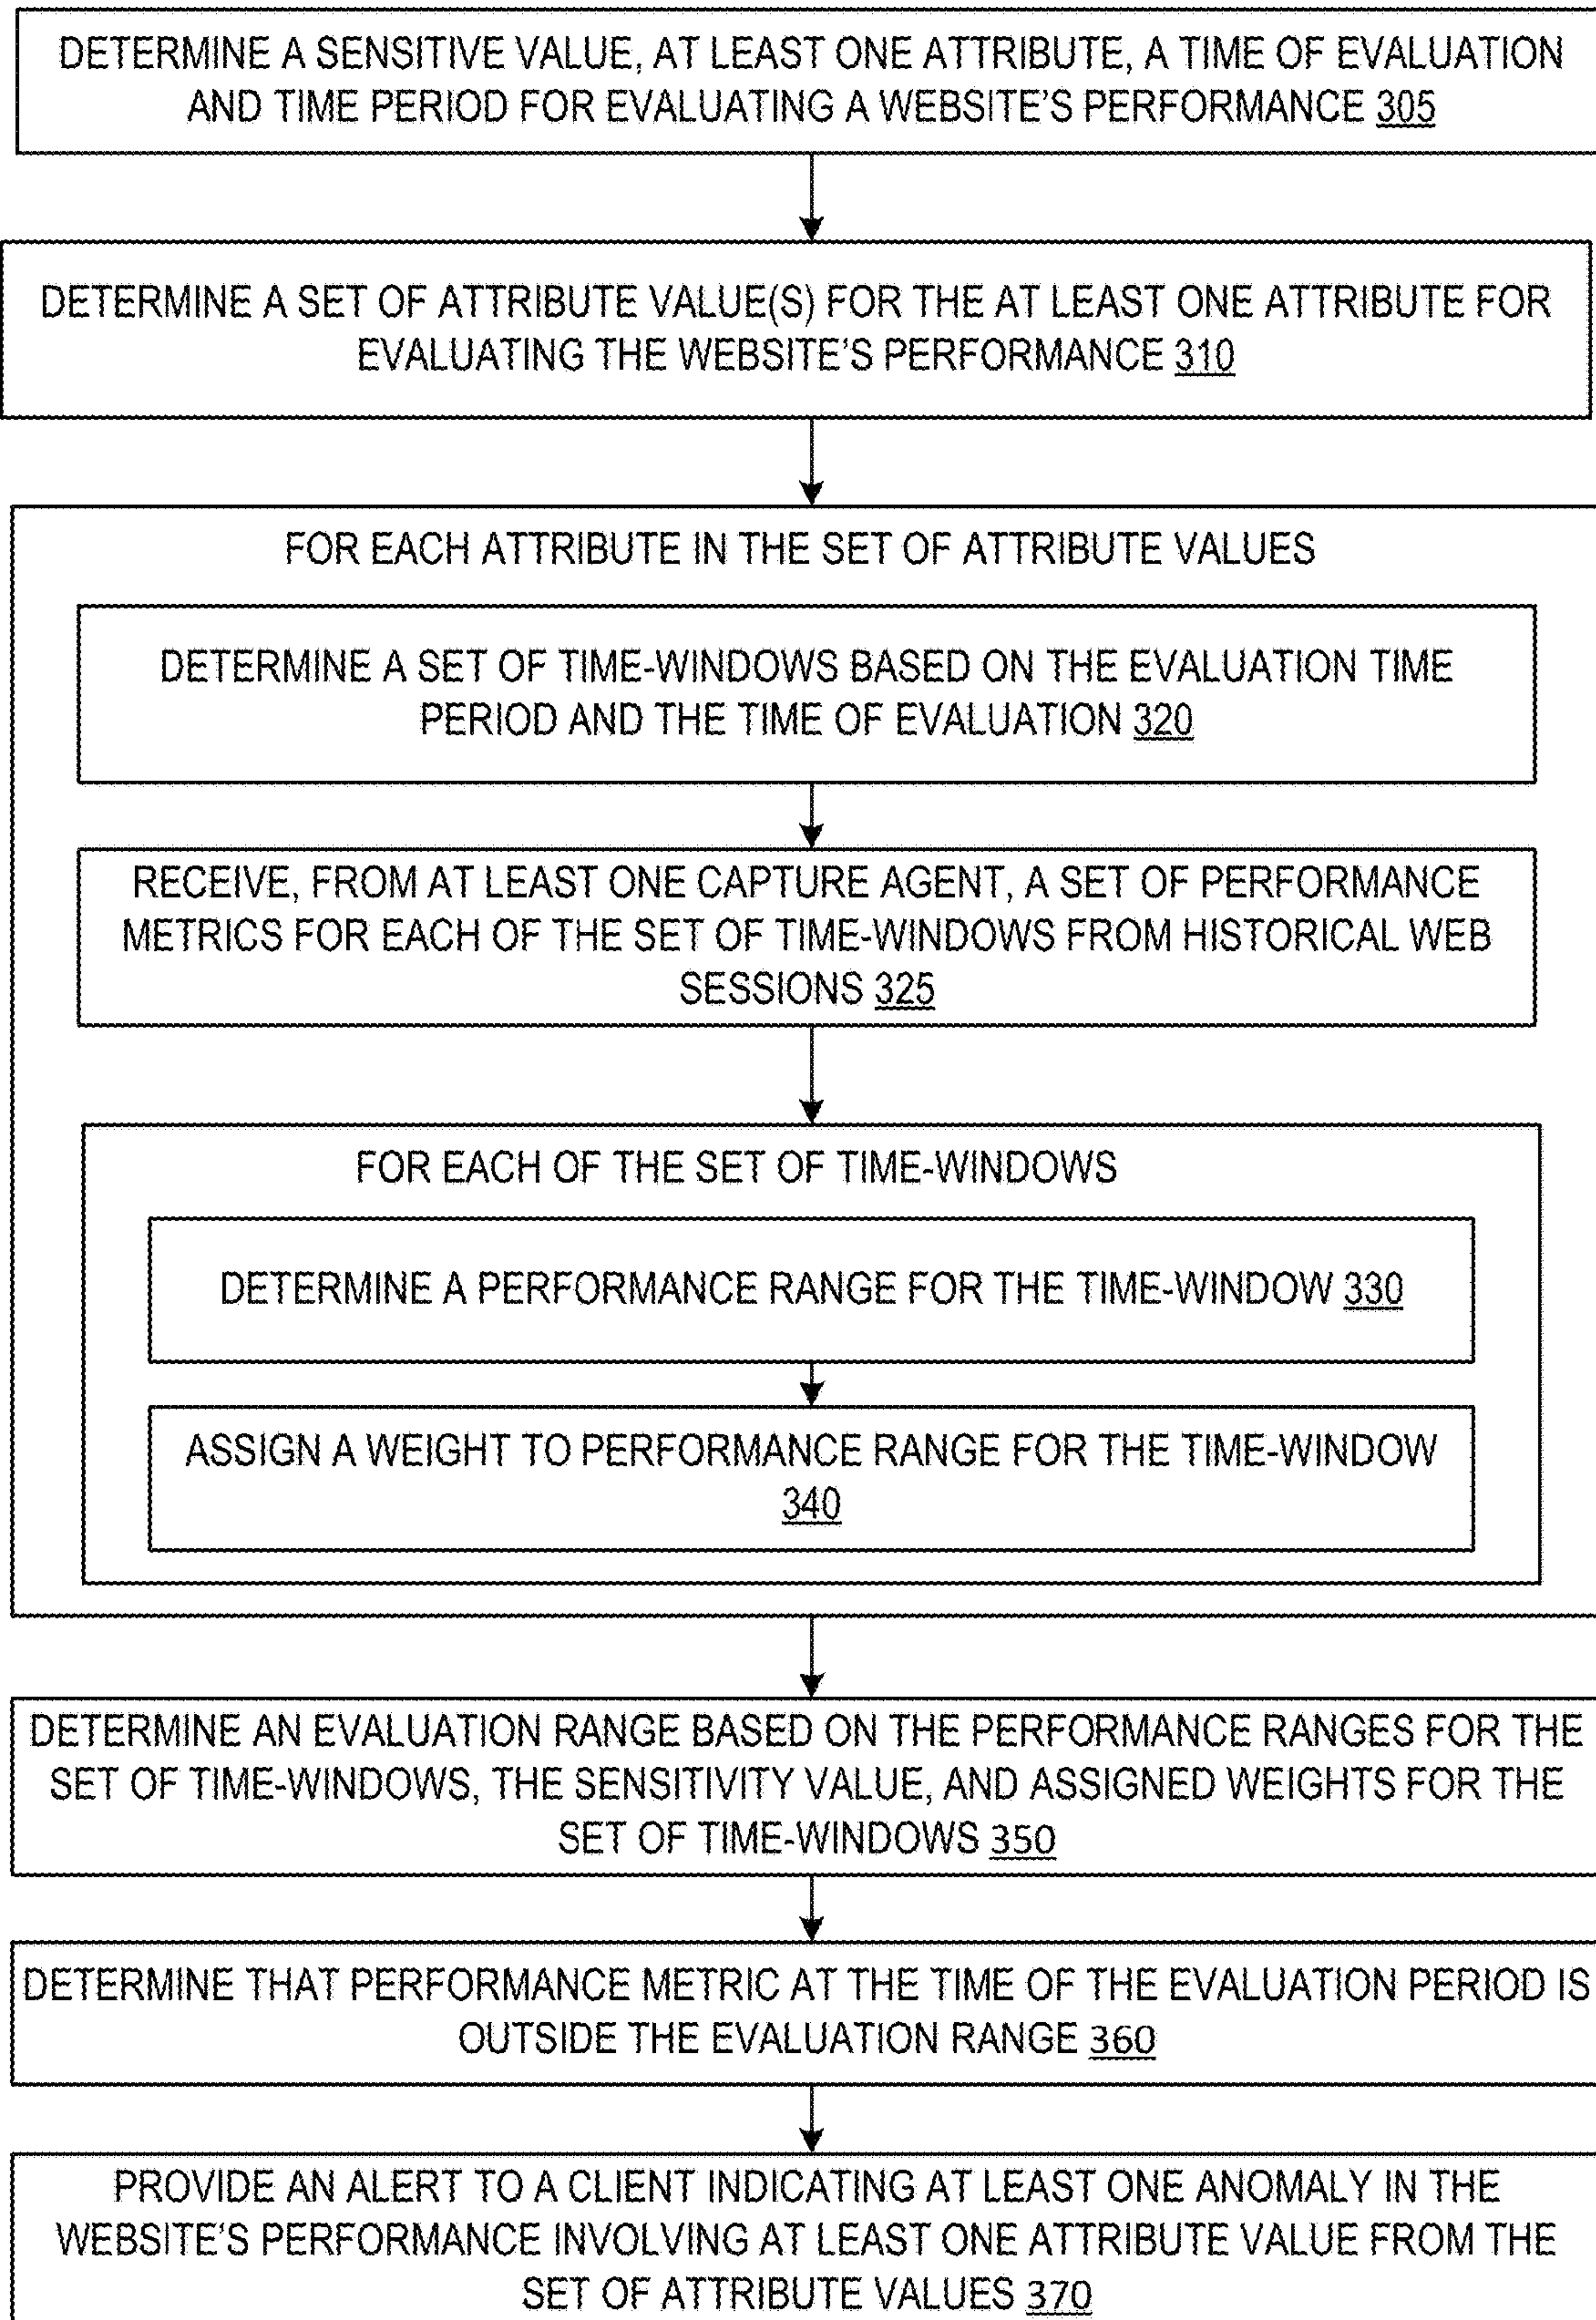 DETERMINE A SENSITIVE VALUE, AT LEAST ONE ATTRIBUTE, A TIME OF EVALUATION
AND TIME PERIOD FOR EVALUATING A WEBSITE'S PERFORMANCE 305
DETERMINE A SET OF ATTRIBUTE VALUE(S) FOR THE AT LEAST ONE ATTRIBUTE FOR
EVALUATING THE WEBSITE'S PERFORMANCE 310
FOR EACH ATTRIBUTE IN THE SET OF ATTRIBUTE VALUES
DETERMINE A SET OF TIME-WINDOWS BASED ON THE EVALUATION TIME
PERIOD AND THE TIME OF EVALUATION 320
RECEIVE, FROM AT LEAST ONE CAPTURE AGENT, A SET OF PERFORMANCE
METRICS FOR EACH OF THE SET OF TIME-WINDOWS FROM HISTORICAL WEB
SESSIONS 325
FOR EACH OF THE SET OF TIME-WINDOWS
DETERMINE A PERFORMANCE RANGE FOR THE TIME-WINDOW 330
ASSIGN A WEIGHT TO PERFORMANCE RANGE FOR THE TIME-WINDOW
340
DETERMINE AN EVALUATION RANGE BASED ON THE PERFORMANCE RANGES FOR THE
SET OF TIME-WINDOWS, THE SENSITIVITY VALUE, AND ASSIGNED WEIGHTS FOR THE
SET OF TIME-WINDOWS 350
DETERMINE THAT PERFORMANCE METRIC AT THE TIME OF THE EVALUATION PERIOD IS
OUTSIDE THE EVALUATION RANGE 360
PROVIDE AN ALERT TO A CLIENT INDICATING AT LEAST ONE ANOMALY IN THE
WEBSITE'S PERFORMANCE INVOLVING AT LEAST ONE ATTRIBUTE VALUE FROM THE
SET OF ATTRIBUTE VALUES 370